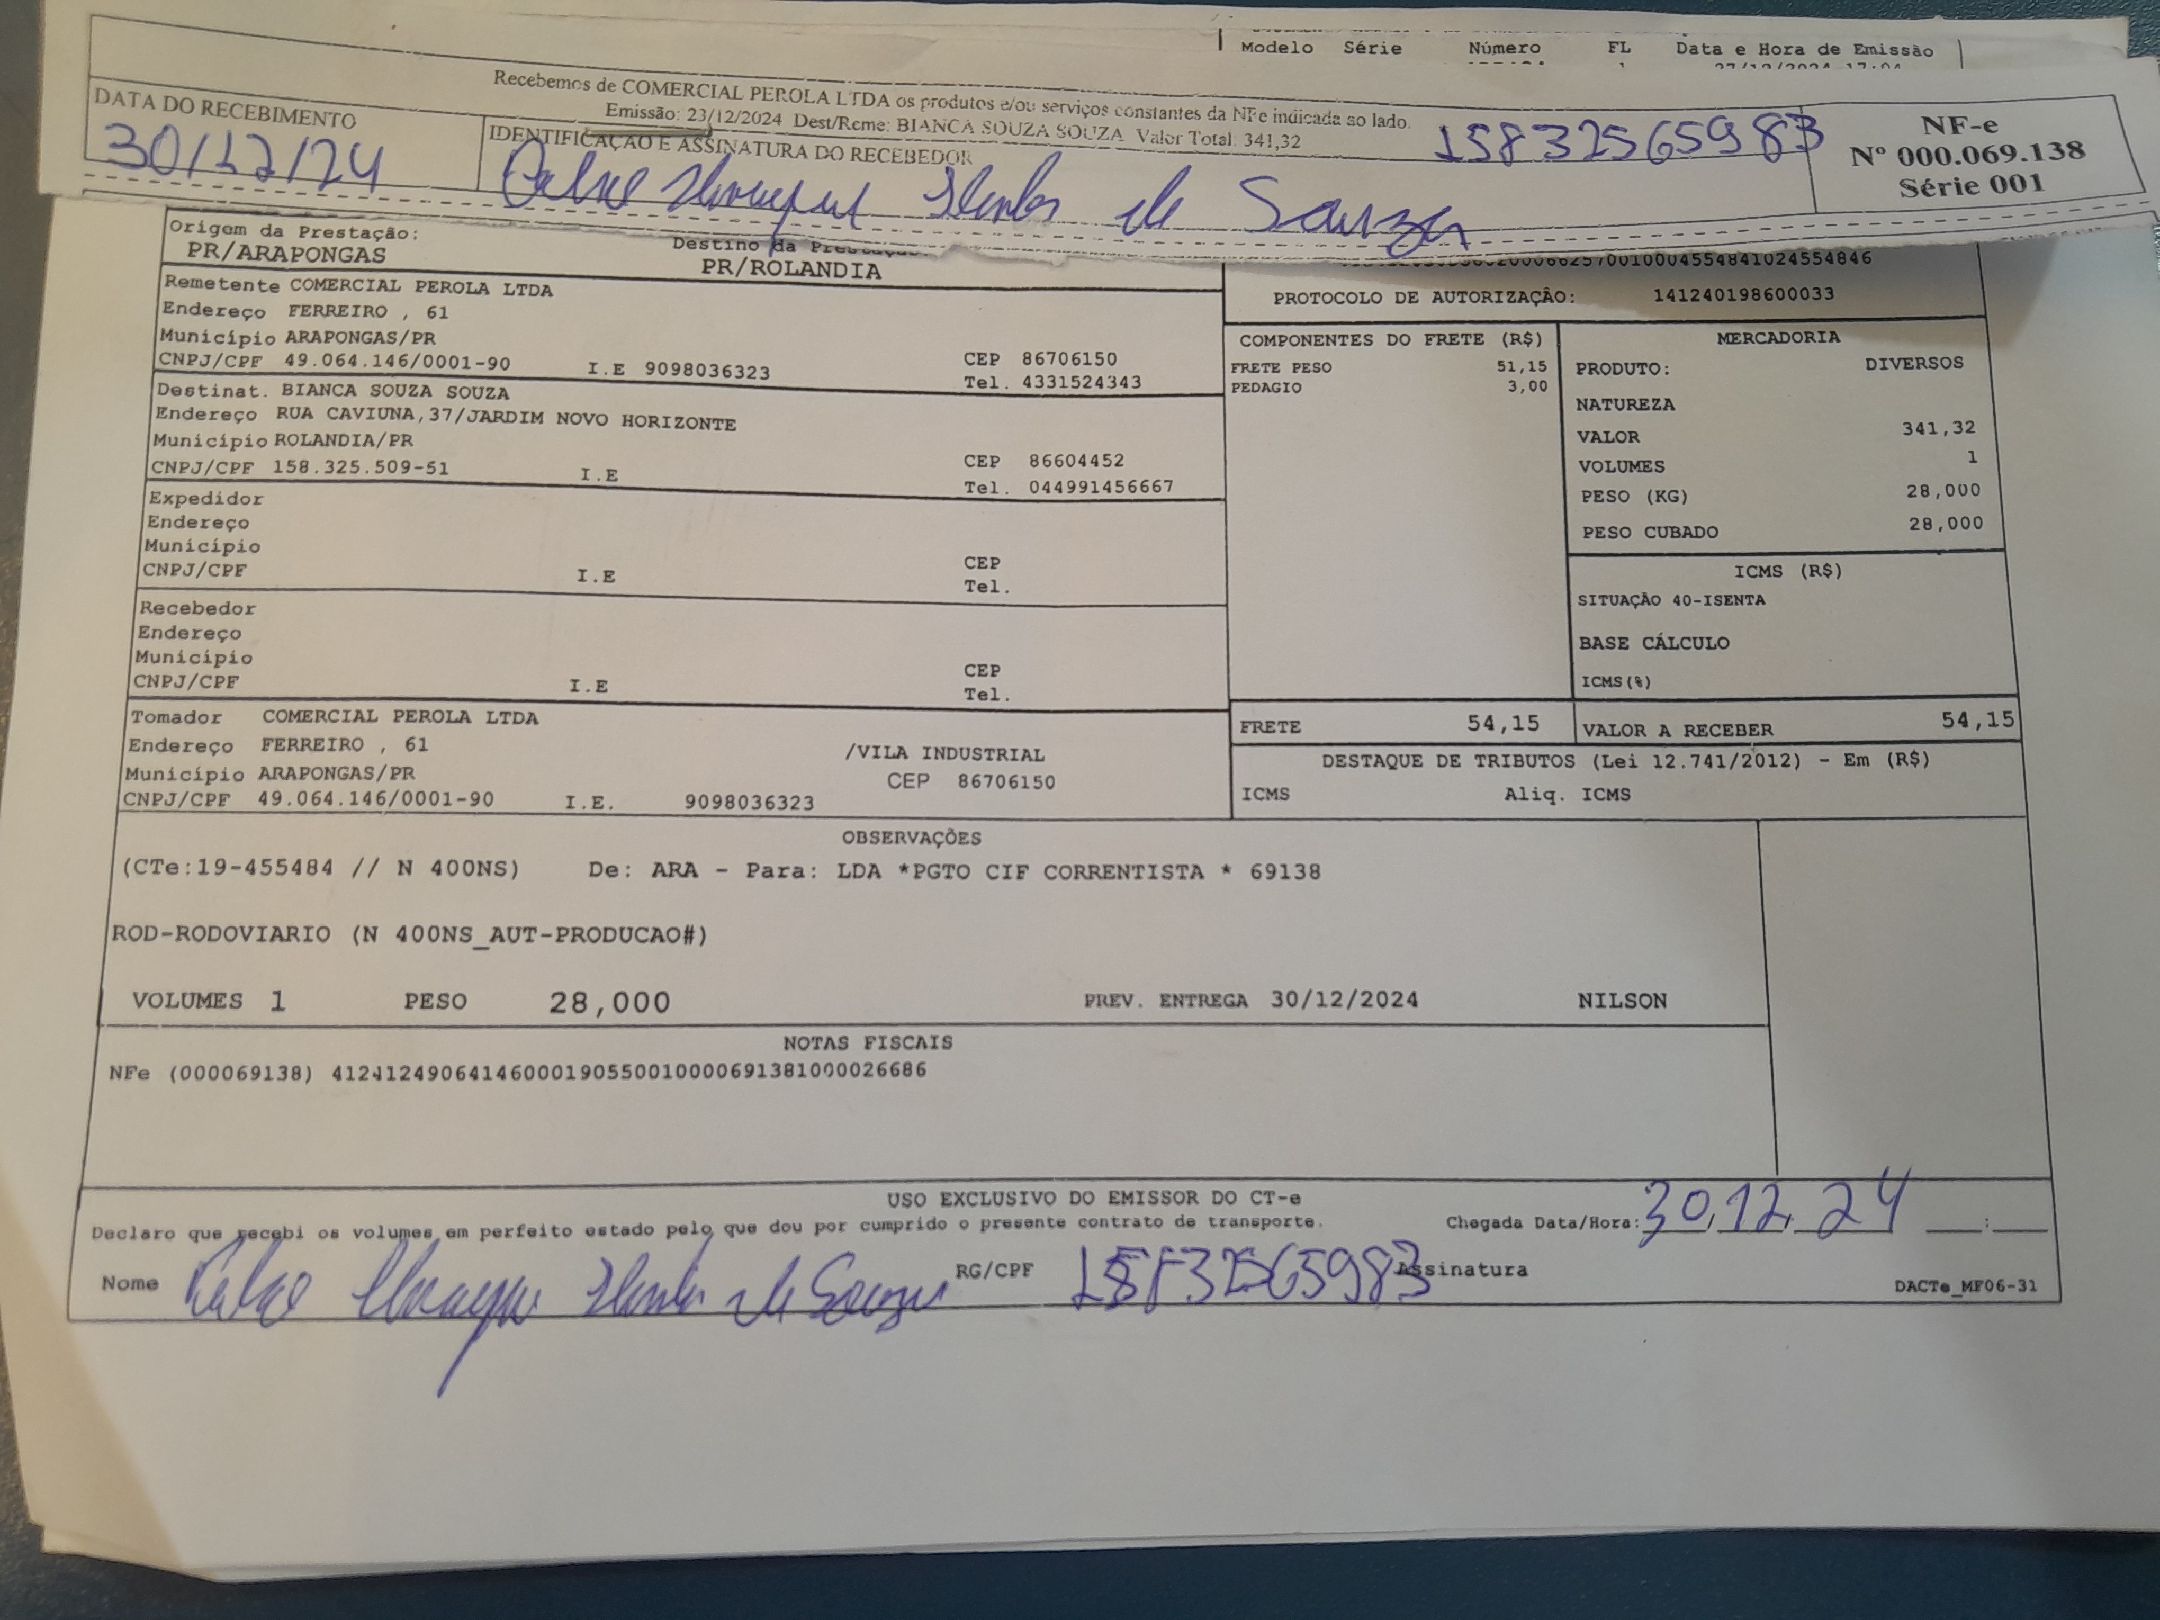 Modelo Série Número FL Data e Hora de Emissão
27/12/2024 17:04
Recebemos de COMERCIAL PEROLA LTDA os produtos e/ou serviços constantes da NFe indicada ao lado.
Emissão: 23/12/2024 Dest/Reme: BIANCA SOUZA SOUZA Valor Total: 341,32
15832565983
DATA DO RECEBIMENTO
30/12/24
IDENTIFICAÇÃO E ASSINATURA DO RECEBEDOR
de Souza
NF-e
Nº 000.069.138
Série 001
Origem da Prestação:
PR/ARAPONGAS
Destino da Prestação
PR/ROLANDIA
PROTOCOLO DE AUTORIZAÇÃO: 141240198600033
Remetente COMERCIAL PEROLA LTDA
Endereço FERREIRO , 61
Município ARAPONGAS/PR
CNPJ/CPF 49.064.146/0001-90 I.E 9098036323
CEP 86706150
Tel. 4331524343
Destinat. BIANCA SOUZA SOUZA
Endereço RUA CAVIUNA,37/JARDIM NOVO HORIZONTE
Município ROLANDIA/PR
CNPJ/CPF 158.325.509-51 I.E
CEP 86604452
Tel. 044991456667
Expedidor
Endereço
Município
CNPJ/CPF I.E
CEP
Tel.
Recebedor
Endereço
Município
CNPJ/CPF I.E
CEP
Tel.
Tomador COMERCIAL PEROLA LTDA
Endereço FERREIRO , 61 /VILA INDUSTRIAL
Município ARAPONGAS/PR CEP 86706150
CNPJ/CPF 49.064.146/0001-90 I.E. 9098036323
COMPONENTES DO FRETE (R$)
FRETE PESO 51,15
PEDAGIO 3,00
MERCADORIA
PRODUTO: DIVERSOS
NATUREZA
VALOR 341,32
VOLUMES 1
PESO (KG) 28,000
PESO CUBADO 28,000
ICMS (R$)
SITUAÇÃO 40-ISENTA
BASE CÁLCULO
ICMS(%)
FRETE 54,15
VALOR A RECEBER 54,15
DESTAQUE DE TRIBUTOS (Lei 12.741/2012) - Em (R$)
ICMS Aliq. ICMS
OBSERVAÇÕES
(CTe:19-455484 // N 400NS) De: ARA - Para: LDA *PGTO CIF CORRENTISTA * 69138
ROD-RODOVIARIO (N 400NS_AUT-PRODUCAO#)
VOLUMES 1 PESO 28,000 PREV. ENTREGA 30/12/2024 NILSON
NOTAS FISCAIS
NFe (000069138) 41241249064146000190550010000691381000026686
USO EXCLUSIVO DO EMISSOR DO CT-e
Declaro que recebi os volumes em perfeito estado pelo que dou por cumprido o presente contrato de transporte.
Chegada Data/Hora: 30,12,24 :
Nome de Souza RG/CPF 15832565983 Assinatura
DACTe_MF06-31